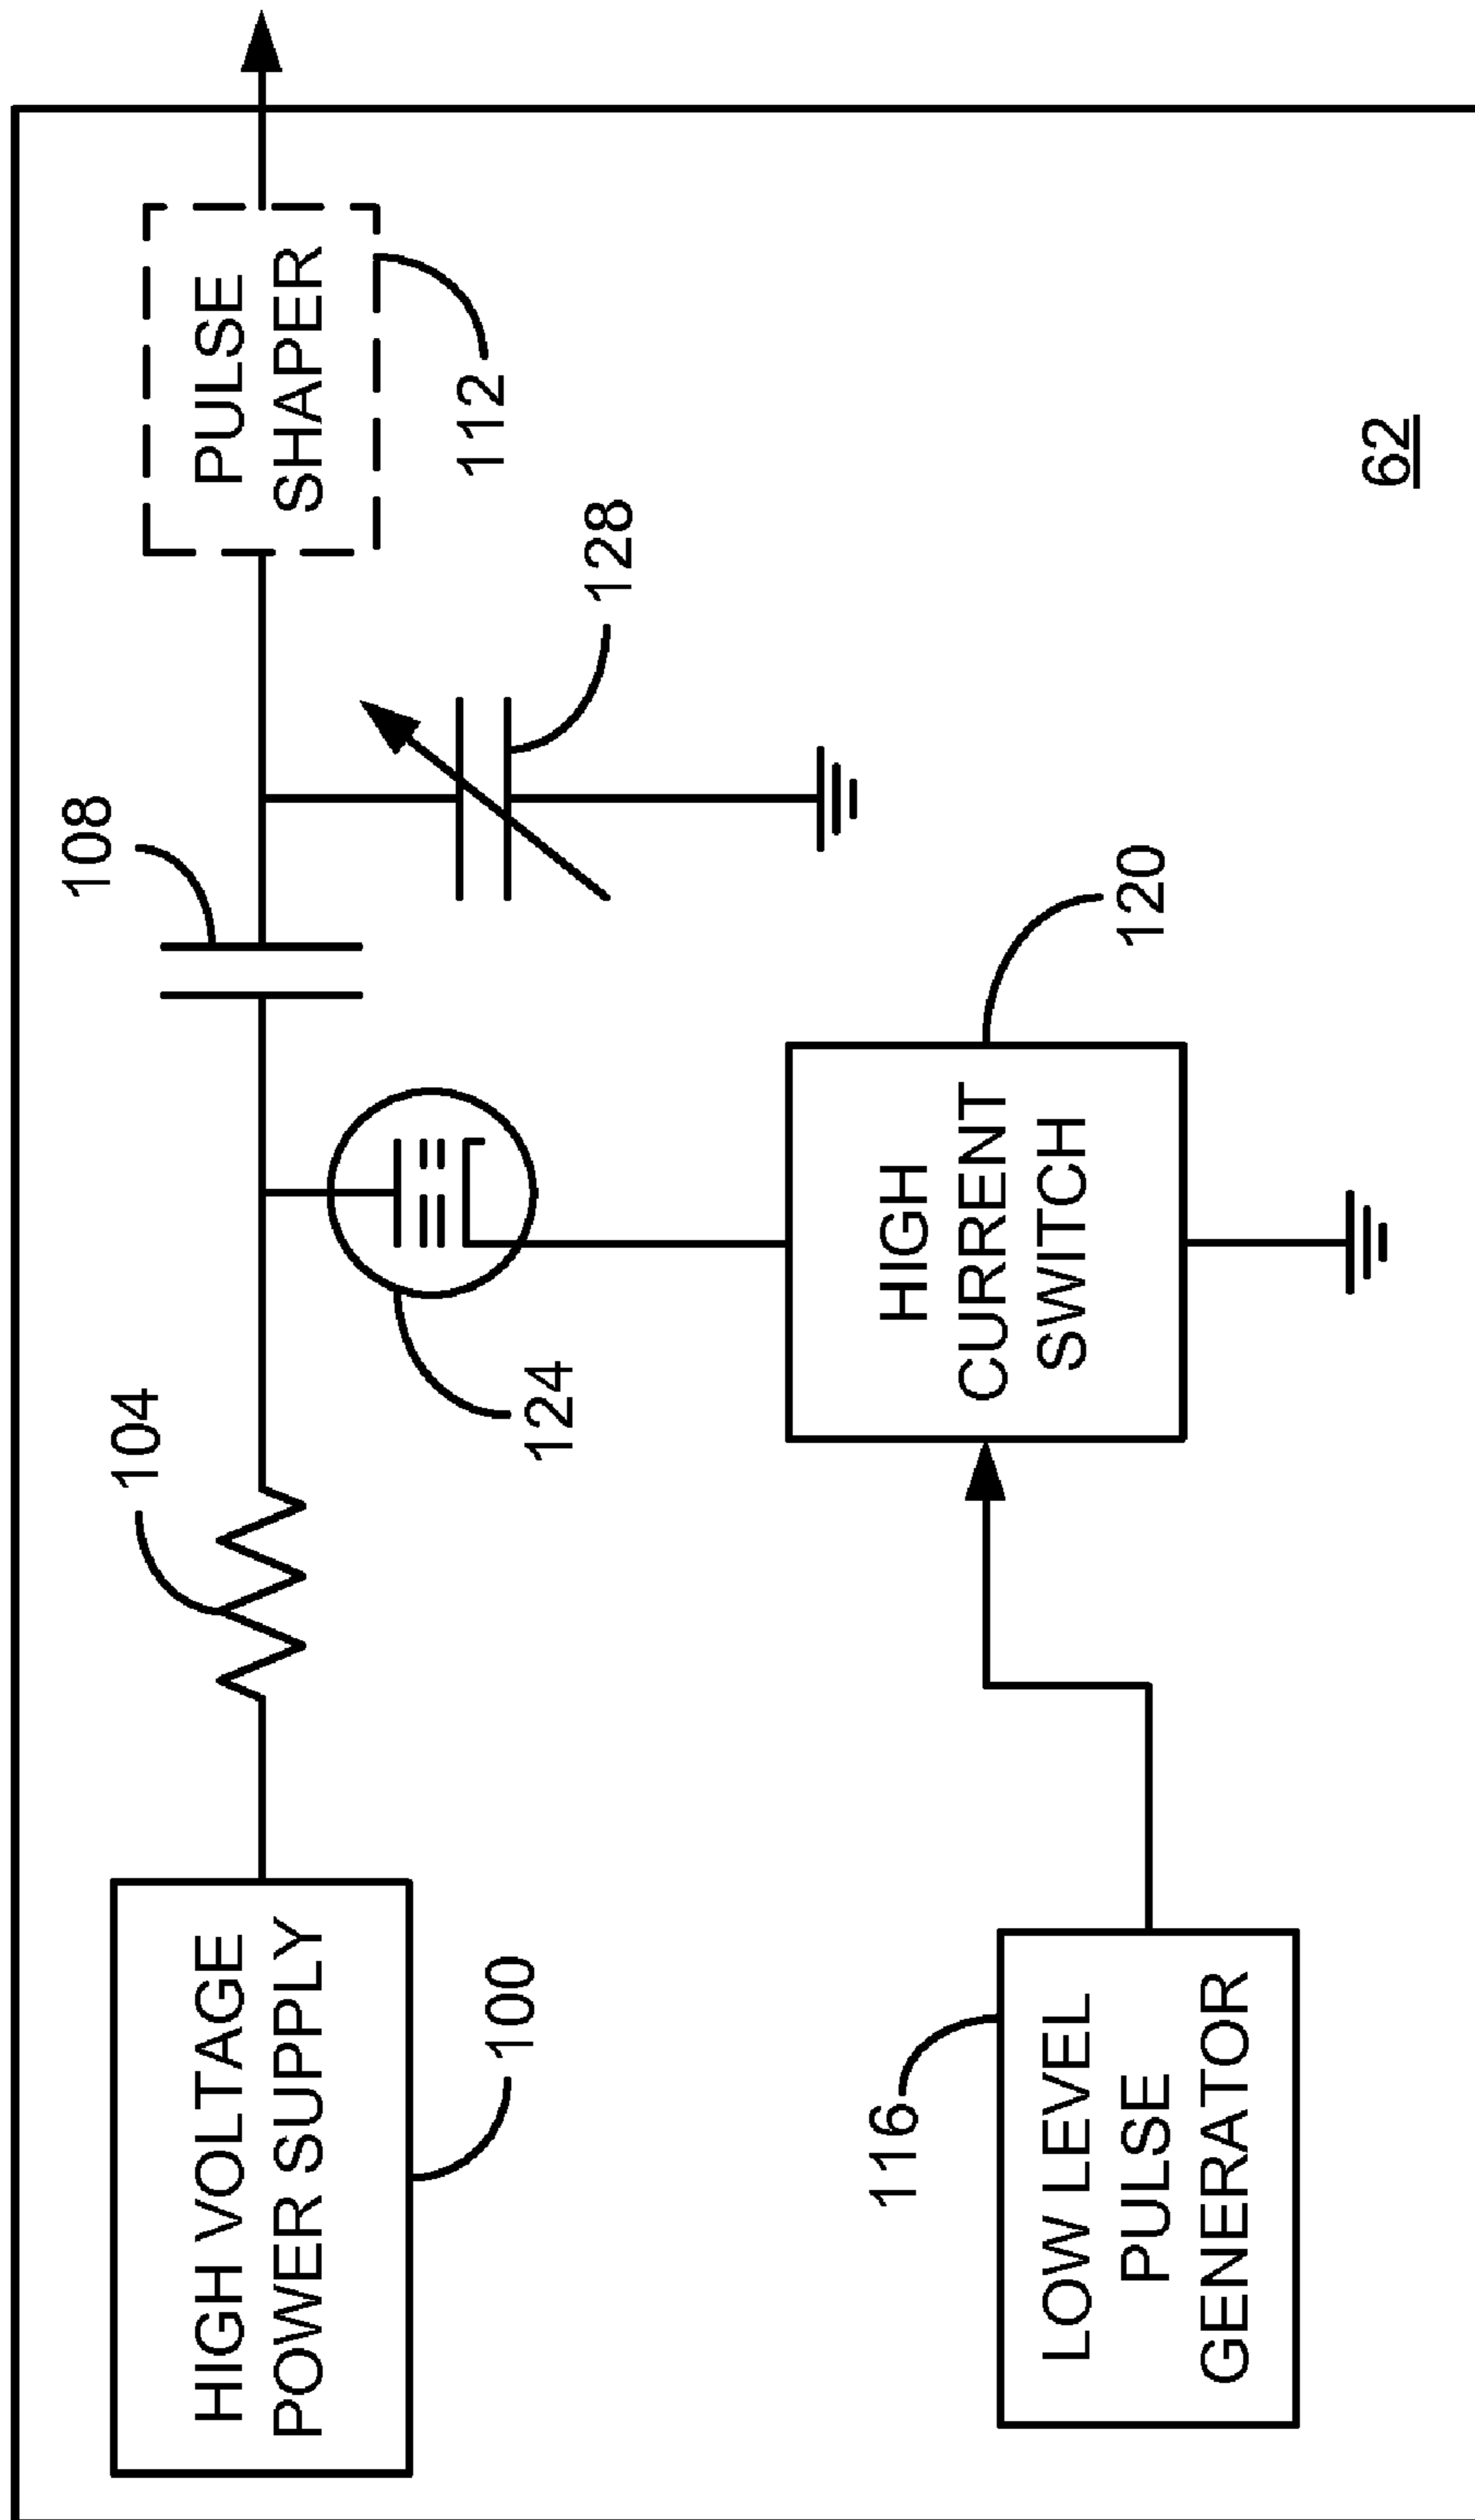 HIGH VOLTAGE
POWER SUPPLY
100
104
108
PULSE
SHAPER
112
124
128
LOW LEVEL
PULSE
GENERATOR
116
HIGH
CURRENT
SWITCH
120
62